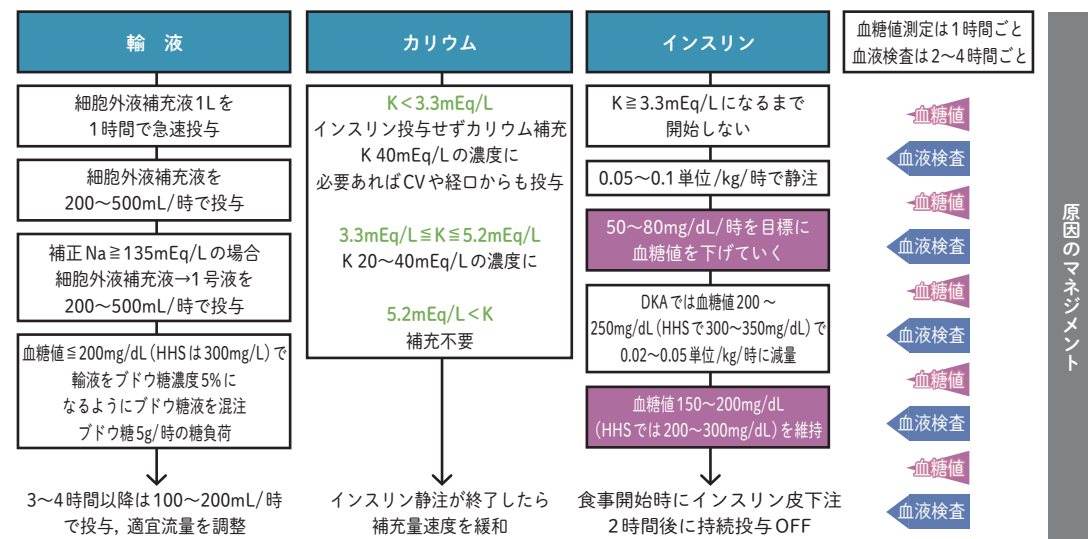 輸 液
細胞外液補充液1Lを
1時間で急速投与
細胞外液補充液を
200〜500mL/時で投与
補正Na≧135mEq/Lの場合
細胞外液補充液→1号液を
200〜500mL/時で投与
血糖値≦200mg/dL(HHSは300mg/L)で
輸液をブドウ糖濃度5%に
なるようにブドウ糖液を混注
ブドウ糖5g/時の糖負荷
3〜4時間以降は100〜200mL/時
で投与,適宜流量を調整
カリウム
K<3.3mEq/L
インスリン投与せずカリウム補充
K 40mEq/Lの濃度に
必要あればCVや経口からも投与
3.3mEq/L≦K≦5.2mEq/L
K 20〜40mEq/Lの濃度に
5.2mEq/L<K
補充不要
インスリン静注が終了したら
補充量速度を緩和
インスリン
K≧3.3mEq/Lになるまで
開始しない
0.05〜0.1単位/kg/時で静注
50〜80mg/dL/時を目標に
血糖値を下げていく
DKAでは血糖値200〜
250mg/dL(HHSで300〜350mg/dL)で
0.02〜0.05単位/kg/時に減量
血糖値150〜200mg/dL
(HHSでは200〜300mg/dL)を維持
食事開始時にインスリン皮下注
2時間後に持続投与OFF
血糖値測定は1時間ごと
血液検査は2〜4時間ごと
血糖値
血液検査
血糖値
血液検査
血糖値
血液検査
血糖値
血液検査
血糖値
血液検査
原因のマネジメント